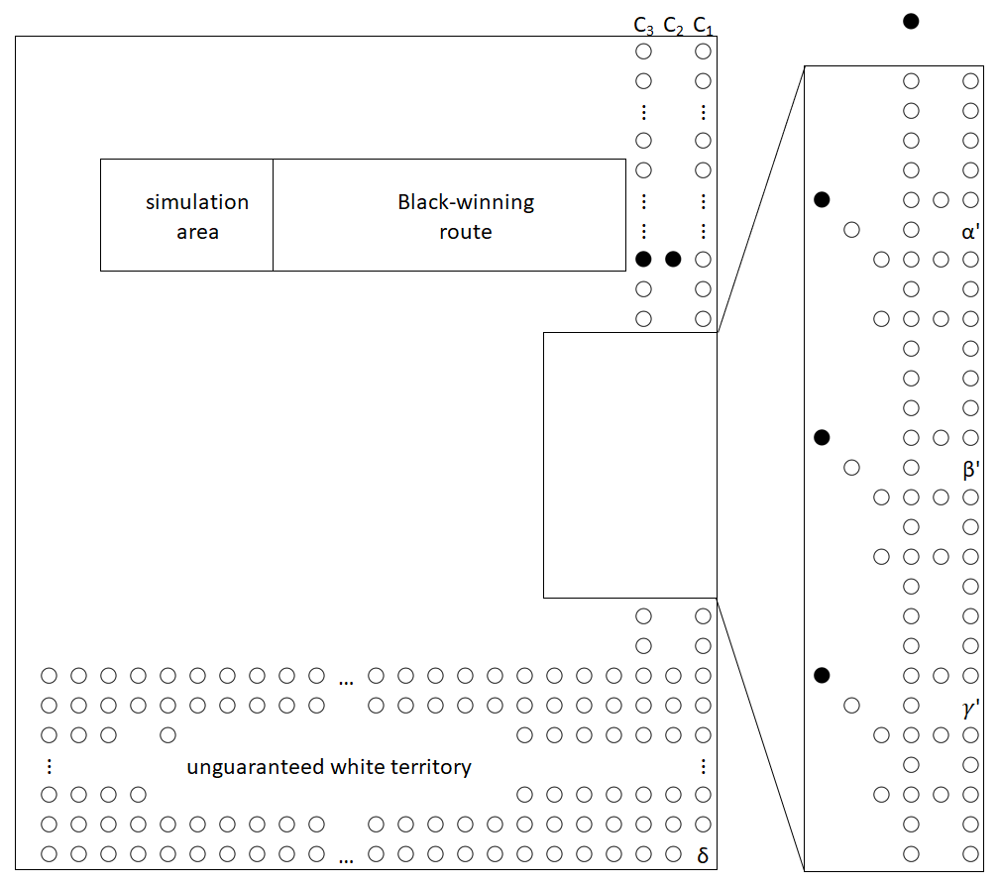 C₃ C₂ C₁
simulation
area
Black-winning
route
α'
β'
γ'
...
unguaranteed white territory
...
δ